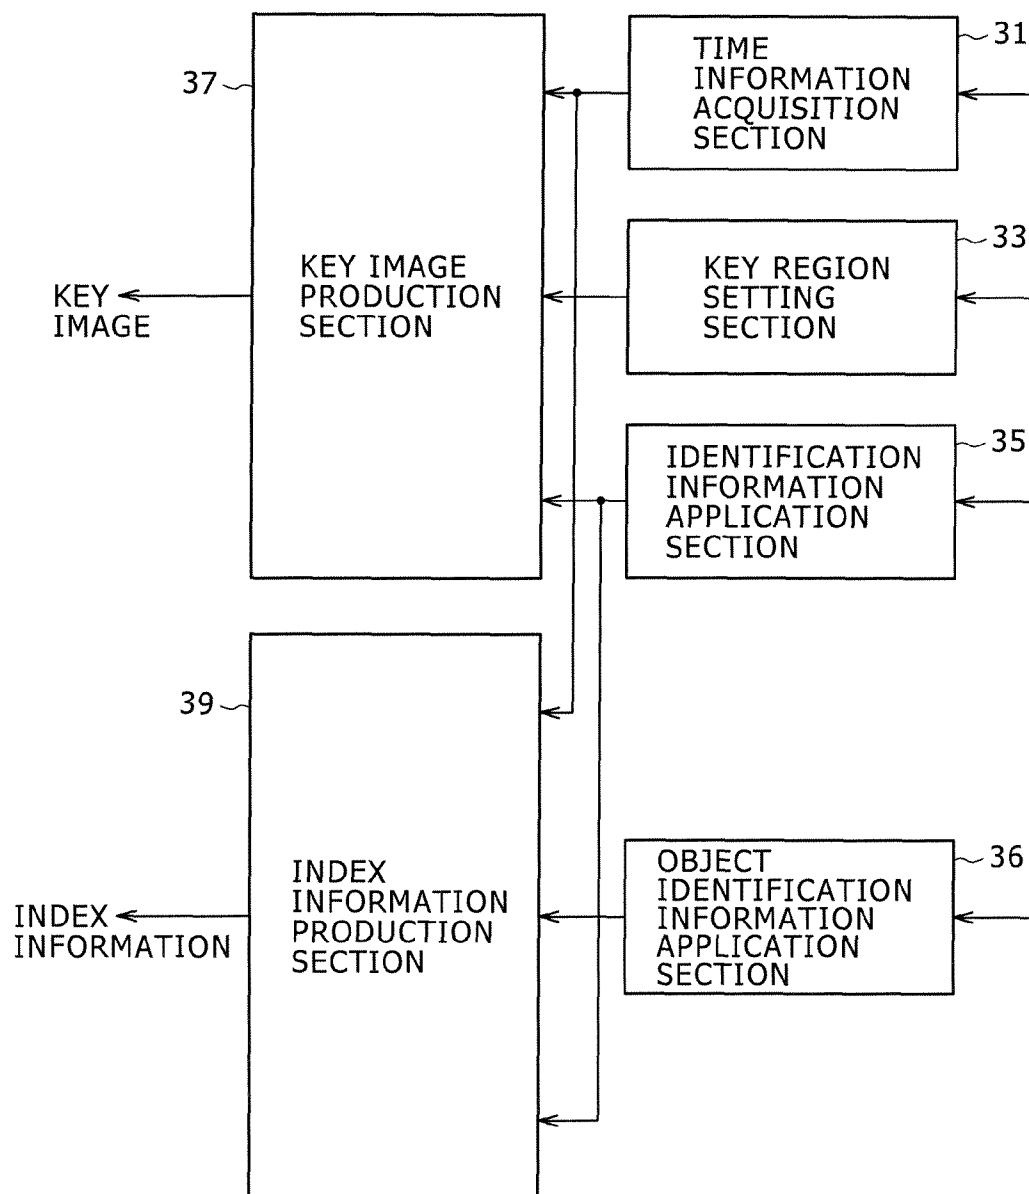 31
TIME
INFORMATION
ACQUISITION
SECTION
37
33
KEY REGION
SETTING
SECTION
KEY IMAGE
PRODUCTION
SECTION
KEY
IMAGE
35
IDENTIFICATION
INFORMATION
APPLICATION
SECTION
39
36
OBJECT
IDENTIFICATION
INFORMATION
APPLICATION
SECTION
INDEX
INFORMATION
PRODUCTION
SECTION
INDEX
INFORMATION